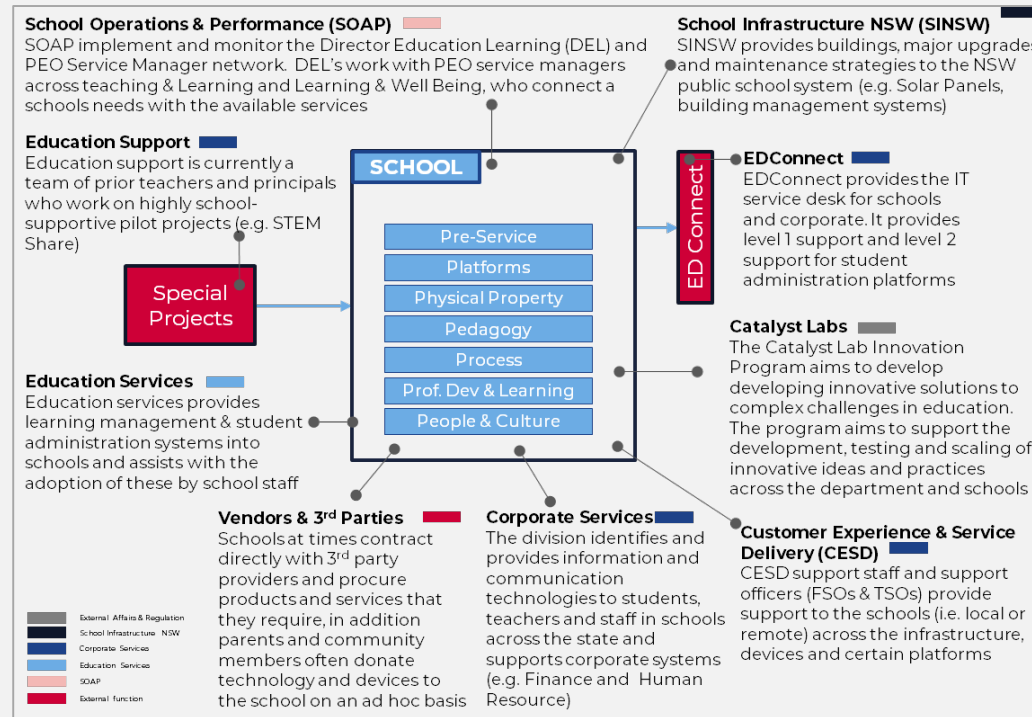 School Operations & Performance (SOAP)
SOAP implement and monitor the Director Education Learning (DEL) and
PEO Service Manager network. DEL's work with PEO service managers
across teaching & Learning and Learning & Well Being, who connect a
schools needs with the available services
School Infrastructure NSW (SINSW)
SINSW provides buildings, major upgrades
and maintenance strategies to the NSW
public school system (e.g. Solar Panels,
building management systems)
Education Support
Education support is currently a
team of prior teachers and principals
who work on highly school-
supportive pilot projects (e.g. STEM
Share)
Special
Projects
SCHOOL
Pre-Service
Platforms
Physical Property
Pedagogy
Process
Prof. Dev & Learning
People & Culture
ED Connect
EDConnect
EDConnect provides the IT
service desk for schools
and corporate. It provides
level 1 support and level 2
support for student
administration platforms
Catalyst Labs
The Catalyst Lab Innovation
Program aims to develop
developing innovative solutions to
complex challenges in education.
The program aims to support the
development, testing and scaling of
innovative ideas and practices
across the department and schools
Education Services
Education services provides
learning management & student
administration systems into
schools and assists with the
adoption of these by school staff
Vendors & 3rd Parties
Schools at times contract
directly with 3rd party
providers and procure
products and services that
they require, in addition
parents and community
members often donate
technology and devices to
the school on an ad hoc basis
Corporate Services
The division identifies and
provides information and
communication
technologies to students,
teachers and staff in schools
across the state and
supports corporate systems
(e.g. Finance and Human
Resource)
Customer Experience & Service
Delivery (CESD)
CESD support staff and support
officers (FSOs & TSOs) provide
support to the schools (i.e. local or
remote) across the infrastructure,
devices and certain platforms
External Affairs & Regulation
School Infrastructure NSW
Corporate Services
Education Services
SOAP
External function